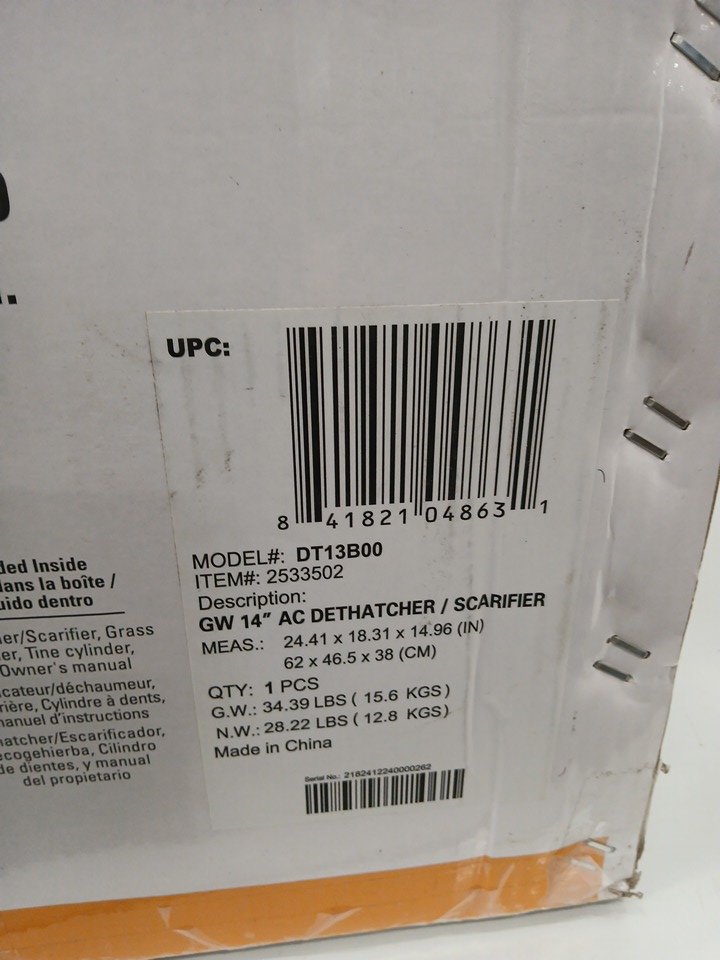 UPC:
8 41821 04863 1
MODEL#: DT13B00
ITEM#: 2533502
Description:
GW 14" AC DETHATCHER / SCARIFIER
MEAS.: 24.41 x 18.31 x 14.96 (IN)
62 x 46.5 x 38 (CM)
QTY: 1 PCS
G.W.: 34.39 LBS ( 15.6 KGS )
N.W.: 28.22 LBS ( 12.8 KGS )
Made in China
Serial No.: 2182412240000262
ded Inside
dans la boîte /
uido dentro
er/Scarifier, Grass
er, Tine cylinder,
Owner's manual
icateur/déchaumeur,
rière, Cylindre à dents,
manuel d'instructions
hatcher/Escarificador,
ecogehierba, Cilindro
de dientes, y manual
del propietario